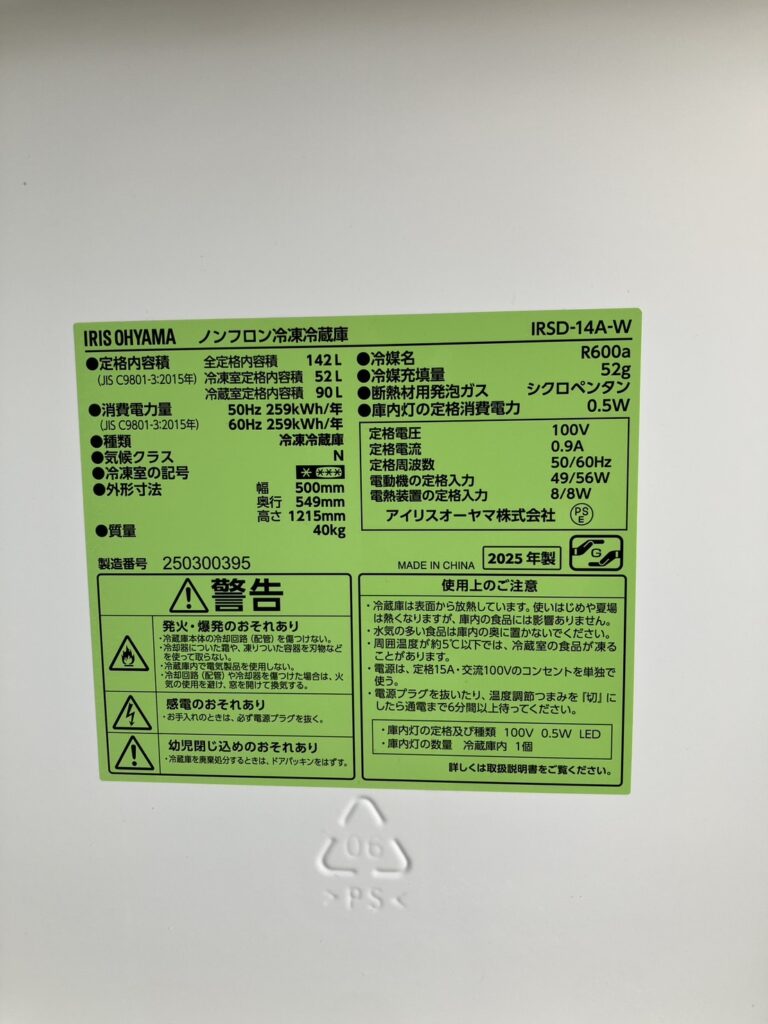 IRIS OHYAMA ノンフロン冷凍冷蔵庫 IRSD-14A-W
●定格内容積 全定格内容積 142L
(JIS C9801-3:2015年) 冷凍室定格内容積 52L
冷蔵室定格内容積 90L
●消費電力量 50Hz 259kWh/年
(JIS C9801-3:2015年) 60Hz 259kWh/年
●種類 冷凍冷蔵庫
●気候クラス N
●冷凍室の記号
●外形寸法 幅 500mm
奥行 549mm
高さ 1215mm
●質量 40kg
●冷媒名 R600a
●冷媒充填量 52g
●断熱材用発泡ガス シクロペンタン
●庫内灯の定格消費電力 0.5W
定格電圧 100V
定格電流 0.9A
定格周波数 50/60Hz
電動機の定格入力 49/56W
電熱装置の定格入力 8/8W
アイリスオーヤマ株式会社 PSE
製造番号 250300395
MADE IN CHINA 2025年製 G
警告
発火・爆発のおそれあり
・冷蔵庫本体の冷却回路(配管)を傷つけない。
・冷却器についた霜や、凍りついた容器を刃物など
を使って取らない。
・冷蔵庫内で電気製品を使用しない。
・冷却回路(配管)や冷却器を傷つけた場合は、火
気の使用を避け、窓を開けて換気する。
感電のおそれあり
・お手入れのときは、必ず電源プラグを抜く。
幼児閉じ込めのおそれあり
・冷蔵庫を廃棄処分するときは、ドアパッキンをはずす。
使用上のご注意
・冷蔵庫は表面から放熱しています。使いはじめや夏場
は熱くなりますが、庫内の食品には影響ありません。
・水気の多い食品は庫内の奥に置かないでください。
・周囲温度が約5℃以下では、冷蔵室の食品が凍る
ことがあります。
・電源は、定格15A・交流100Vのコンセントを単独で
使う。
・電源プラグを抜いたり、温度調節つまみを「切」に
したら通電まで6分間以上待ってください。
・庫内灯の定格及び種類 100V 0.5W LED
・庫内灯の数量 冷蔵庫内 1個
詳しくは取扱説明書をご覧ください。
06
>PS<